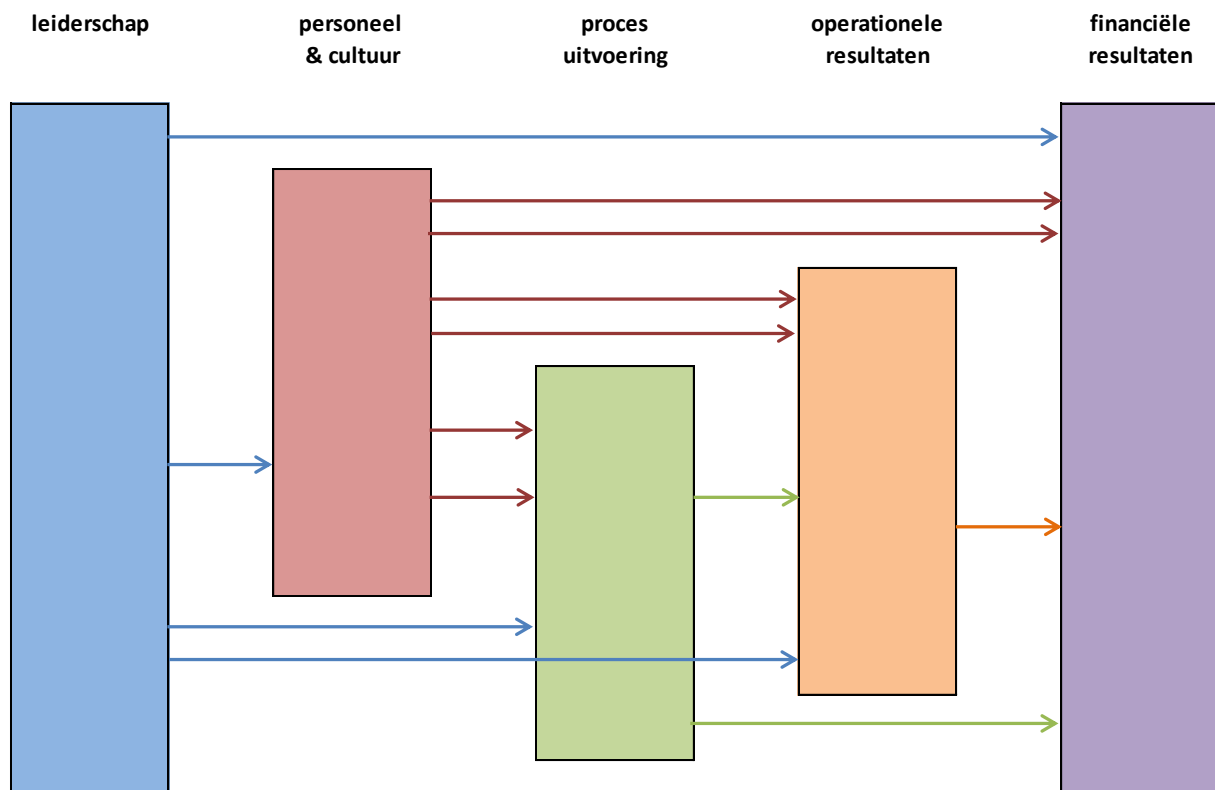 leiderschap
personeel
& cultuur
proces
uitvoering
operationele
resultaten
financiële
resultaten